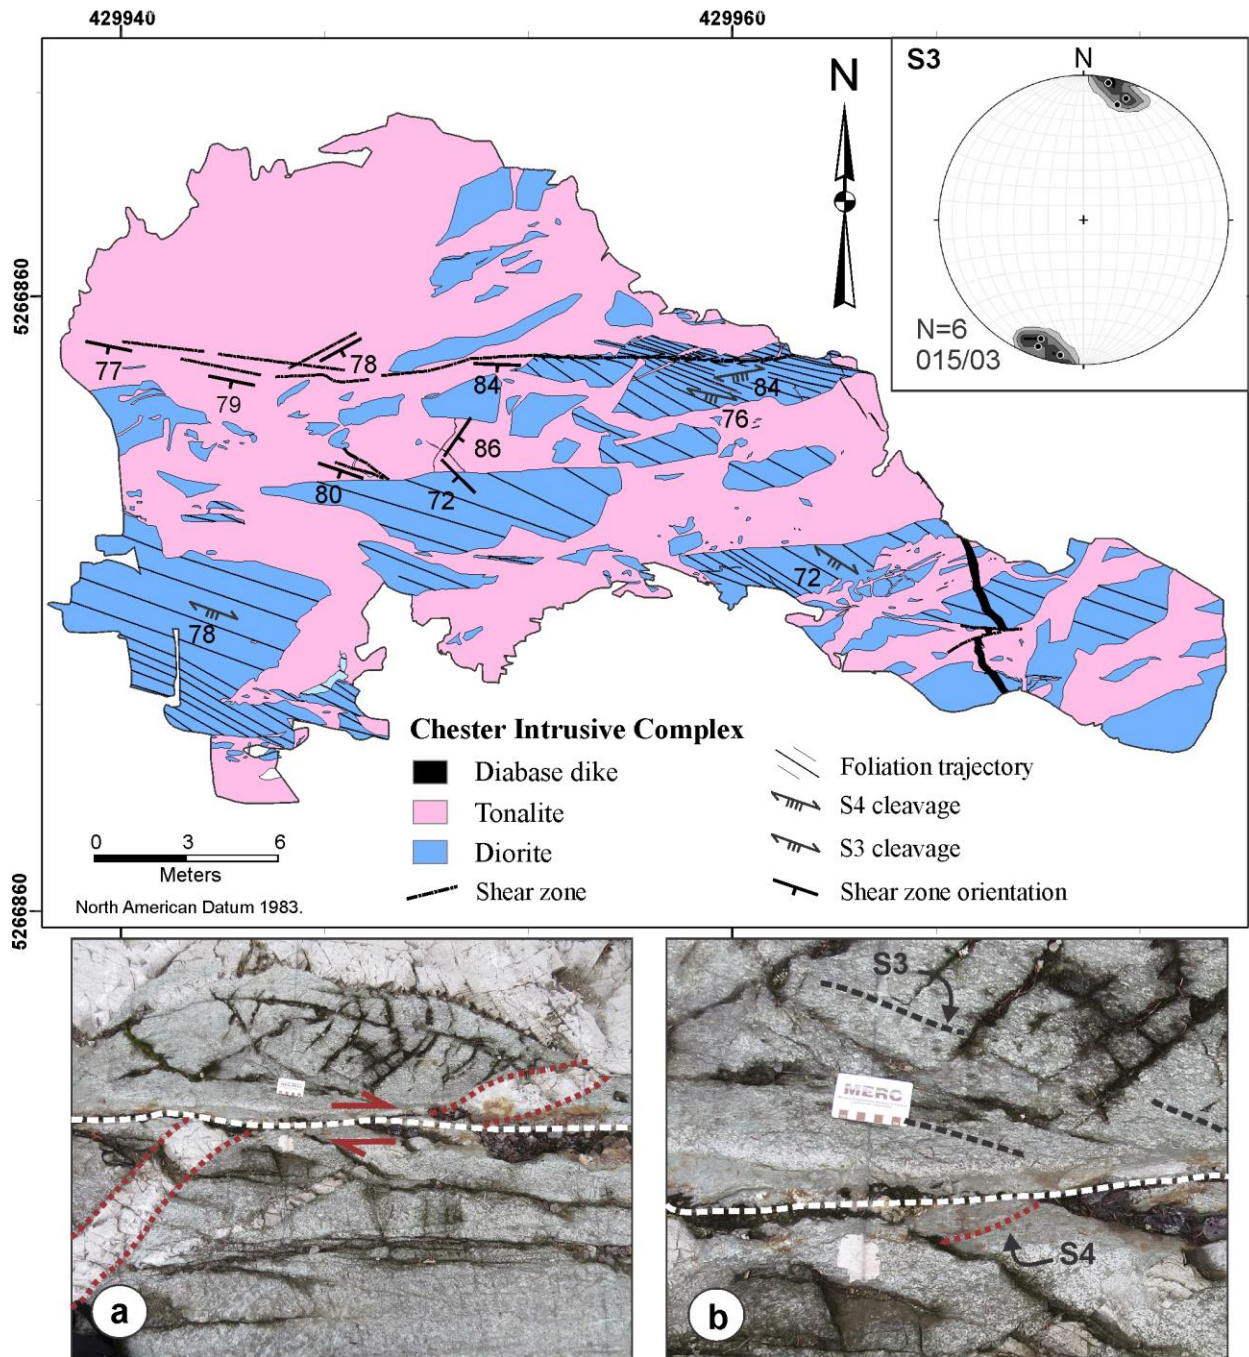 429940
429960
S3
N
N
N=6
015/03
5266860
77
78
79
84
84
76
86
80
72
72
78
Chester Intrusive Complex
Diabase dike
Tonalite
Diorite
Shear zone
Foliation trajectory
S4 cleavage
S3 cleavage
Shear zone orientation
0 3 6
Meters
North American Datum 1983.
5266860
MERC
a
S3
MERC
S4
b